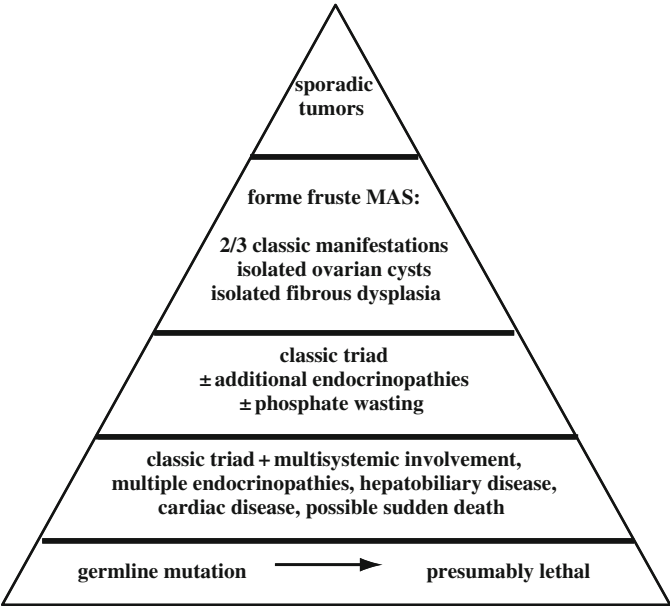 sporadic
tumors
forme fruste MAS:
2/3 classic manifestations
isolated ovarian cysts
isolated fibrous dysplasia
classic triad
± additional endocrinopathies
± phosphate wasting
classic triad + multisystemic involvement,
multiple endocrinopathies, hepatobiliary disease,
cardiac disease, possible sudden death
germline mutation presumably lethal